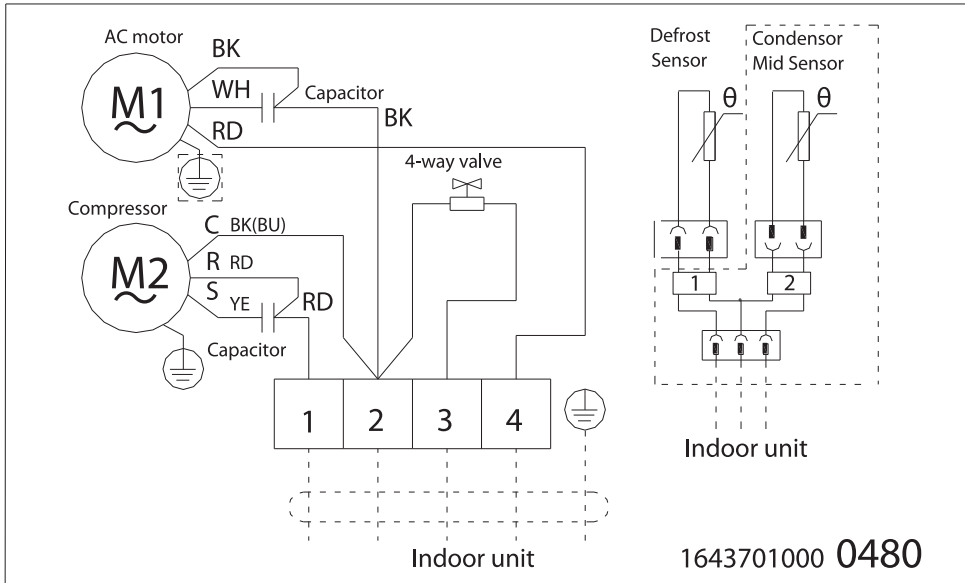 AC motor
BK
M1
WH
Capacitor
BK
RD
4-way valve
Compressor
C BK(BU)
R RD
M2
S YE
RD
Capacitor
1 2 3 4
Indoor unit
Defrost
Sensor
Condensor
Mid Sensor
θ θ
1 2
Indoor unit
1643701000 0480